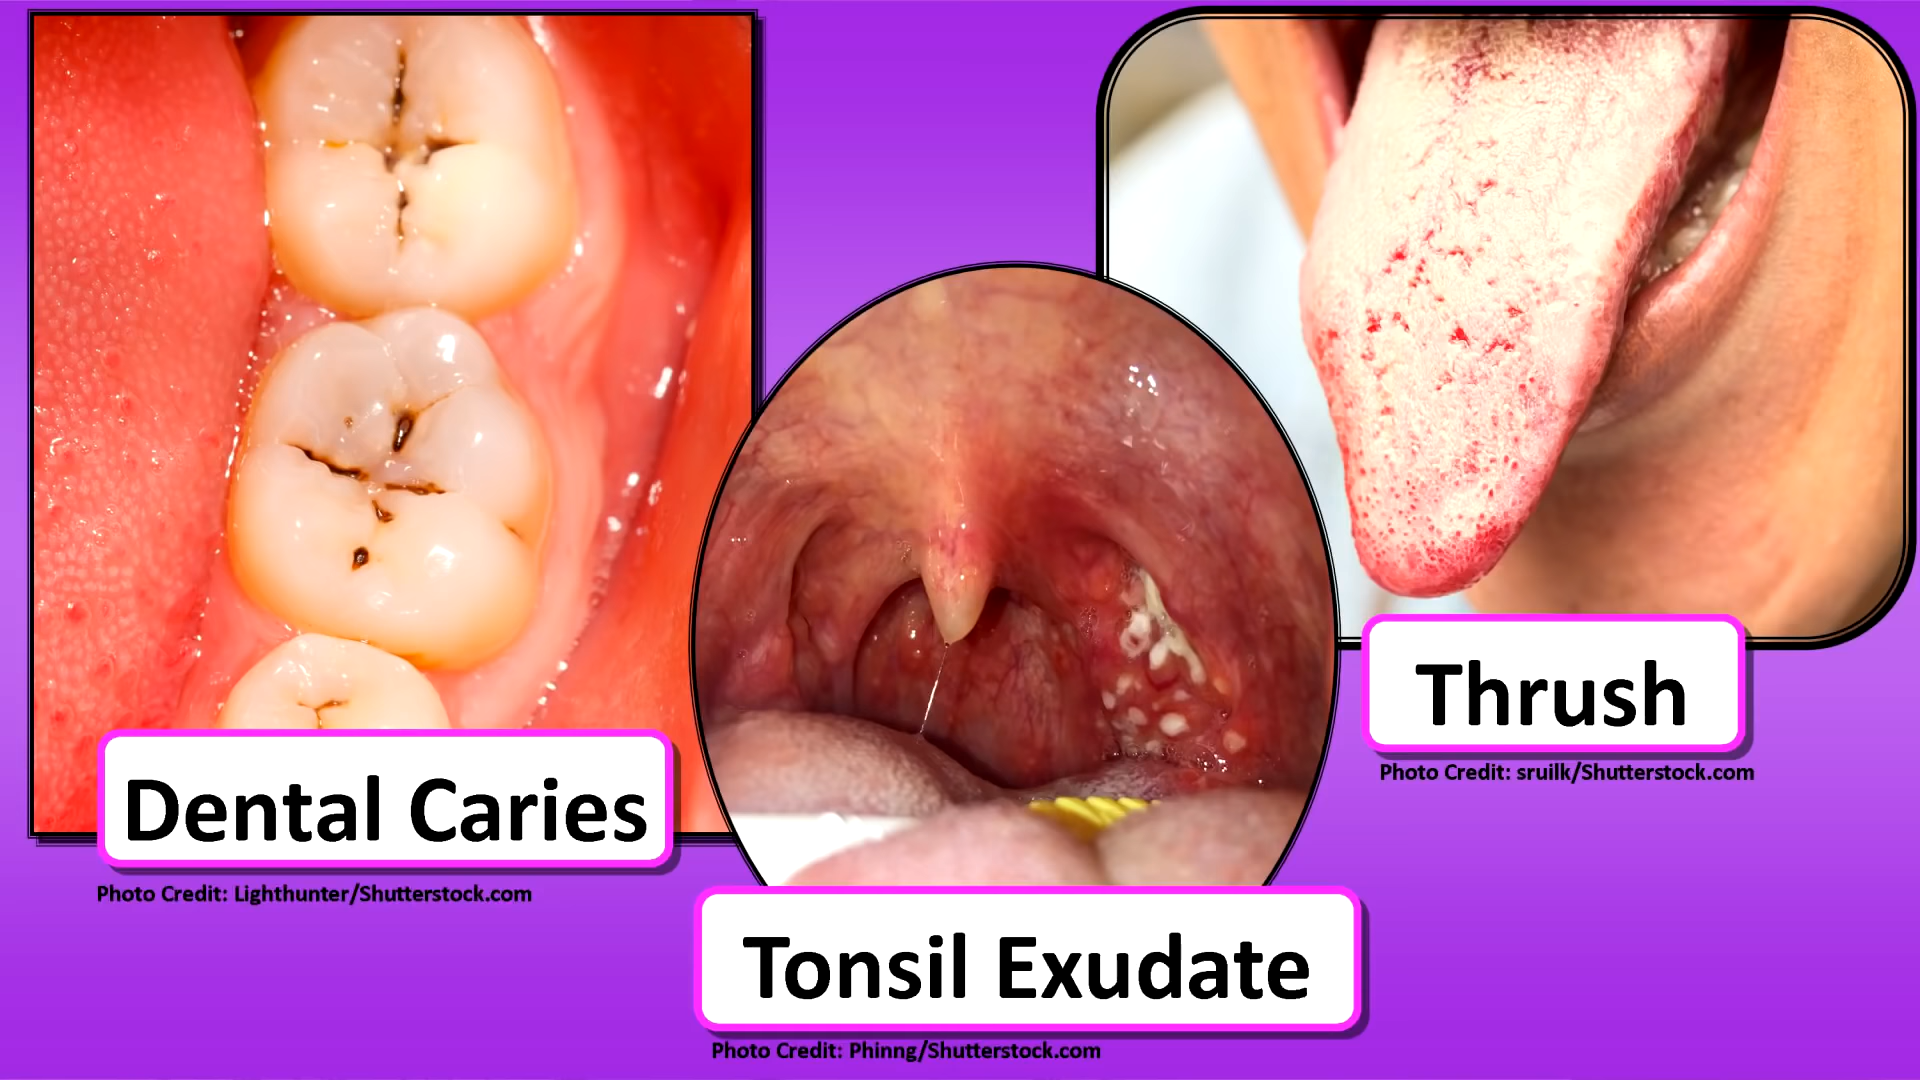 Dental Caries
Photo Credit: Lighthunter/Shutterstock.com
Tonsil Exudate
Photo Credit: Phinng/Shutterstock.com
Thrush
Photo Credit: sruilk/Shutterstock.com